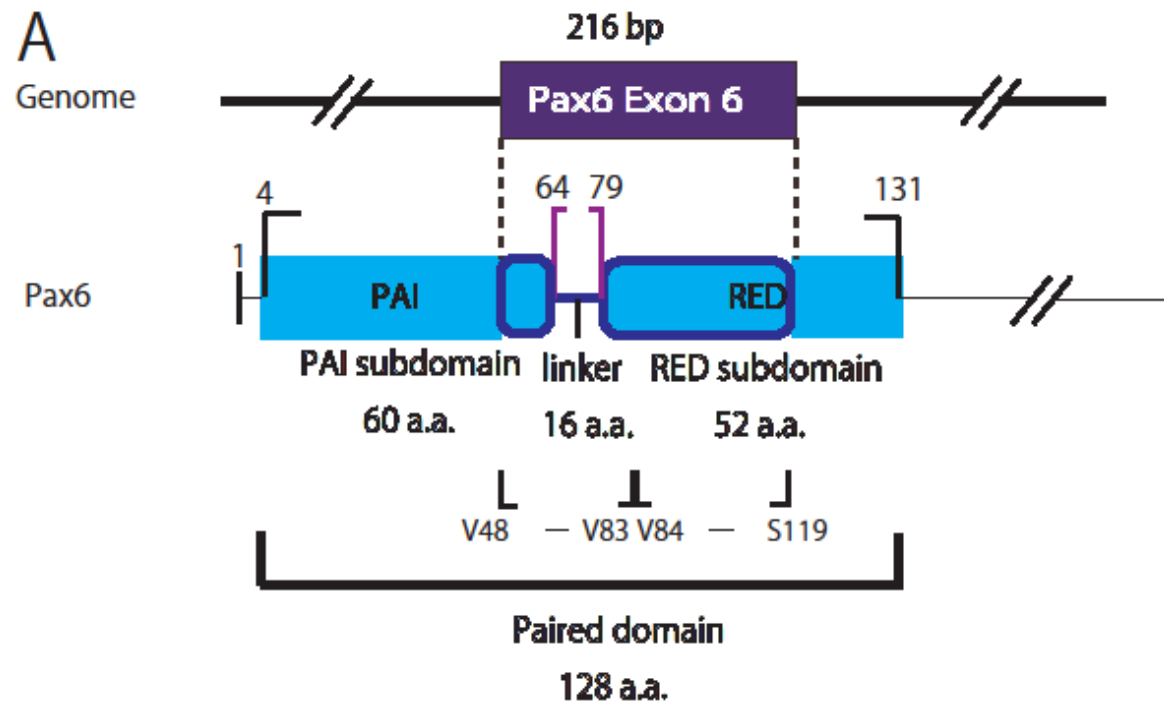 A
216 bp
Genome
Pax6 Exon 6
4
64 79
131
1
Pax6
PAI
RED
PAI subdomain linker RED subdomain
60 a.a. 16 a.a. 52 a.a.
V48 — V83 V84 — S119
Paired domain
128 a.a.